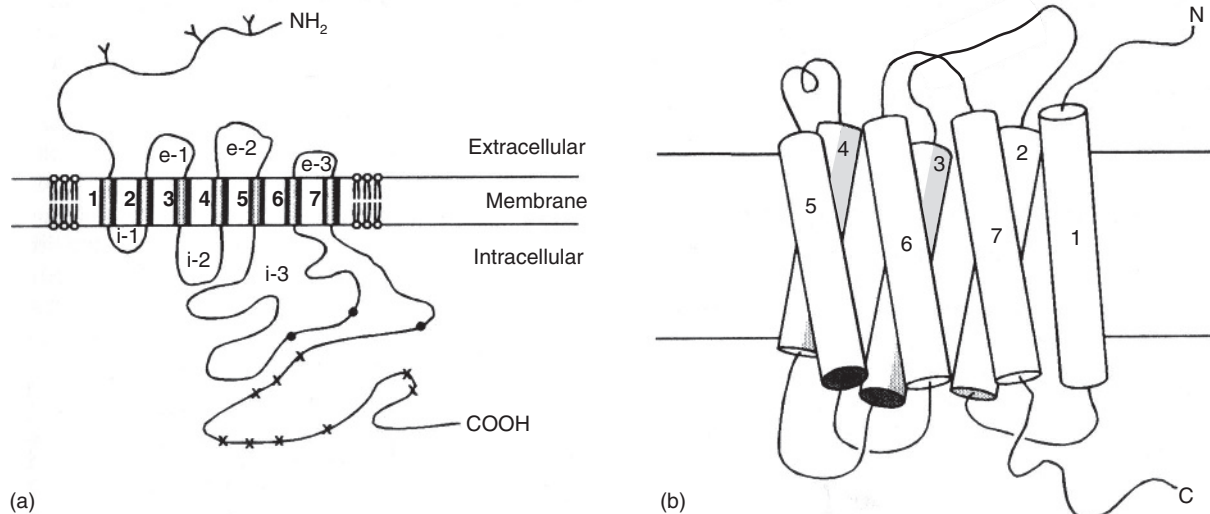 NH2
e-1
e-2
e-3
Extracellular
1 2 3 4 5 6 7
Membrane
i-1
i-2
i-3
Intracellular
COOH
(a)
N
4
3
2
5
6
7
1
C
(b)